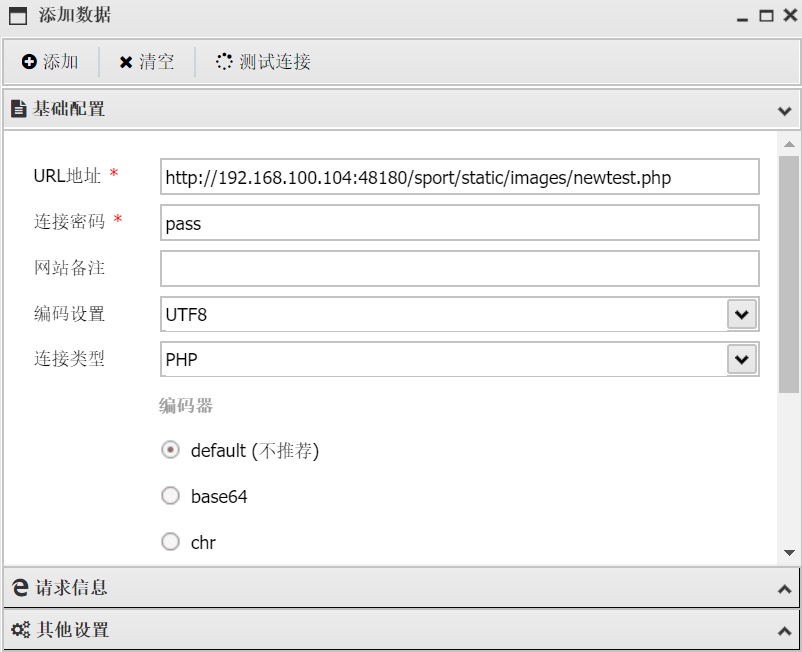 添加数据
添加 清空 测试连接
基础配置
URL地址 * http://192.168.100.104:48180/sport/static/images/newtest.php
连接密码 * pass
网站备注
编码设置 UTF8
连接类型 PHP
编码器
default (不推荐)
base64
chr
请求信息
其他设置